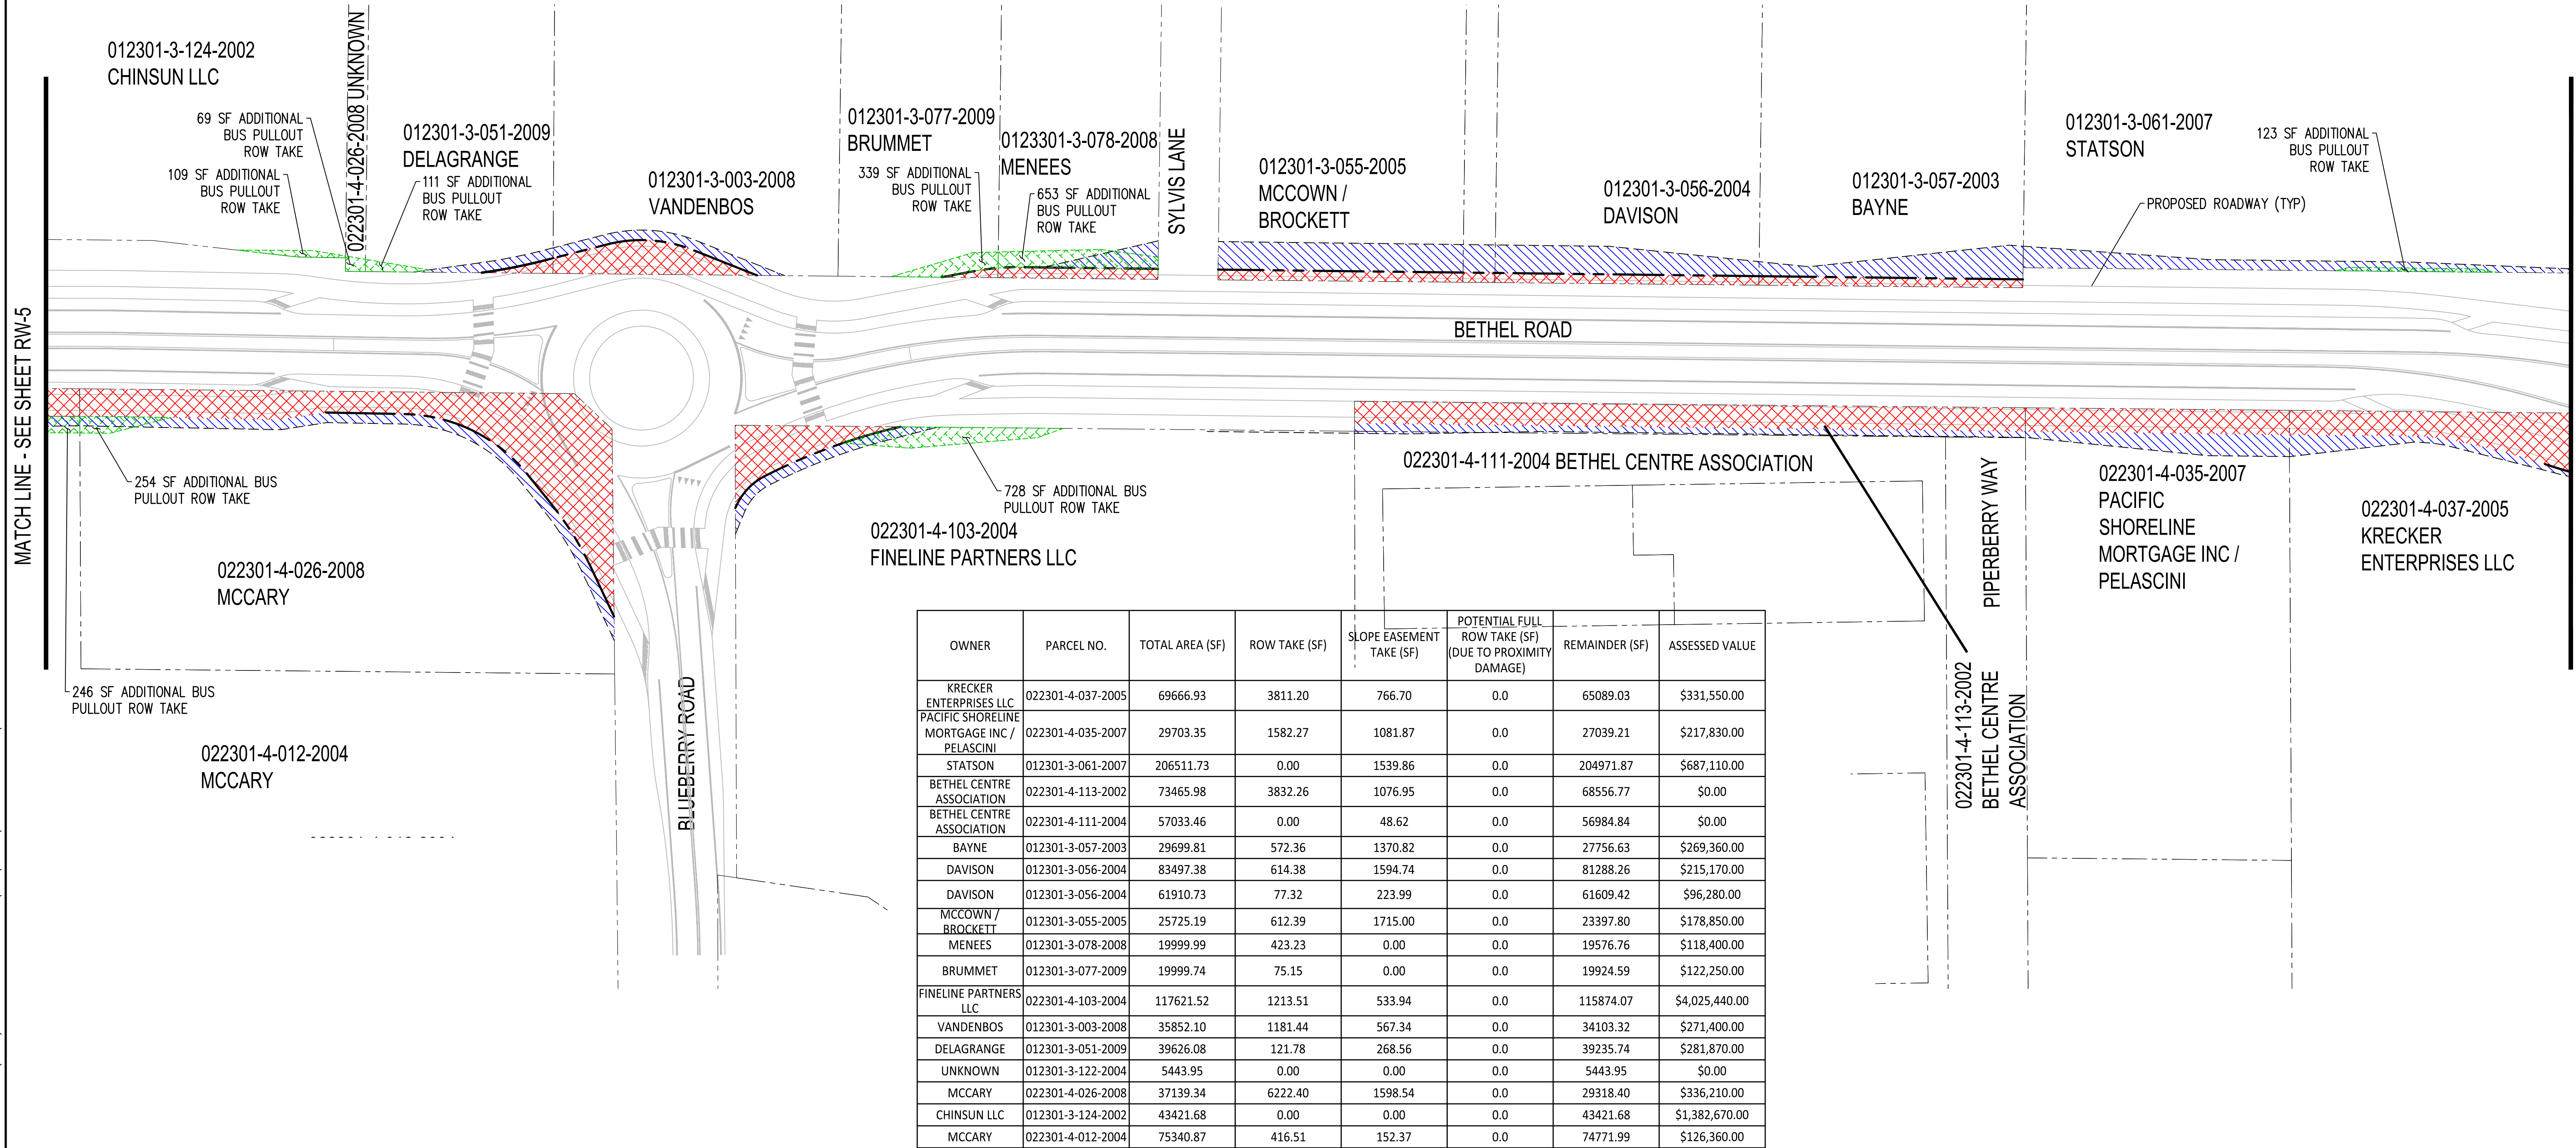 012301-3-124-2002
CHINSUN LLC
69 SF ADDITIONAL
BUS PULLOUT
ROW TAKE
109 SF ADDITIONAL
BUS PULLOUT
ROW TAKE
022301-4-026-2008 UNKNOWN
012301-3-051-2009
DELAGRANGE
111 SF ADDITIONAL
BUS PULLOUT
ROW TAKE
012301-3-003-2008
VANDENBOS
012301-3-077-2009
BRUMMET
339 SF ADDITIONAL
BUS PULLOUT
ROW TAKE
0123301-3-078-2008
MENEES
653 SF ADDITIONAL
BUS PULLOUT
ROW TAKE
SYLVIS LANE
012301-3-055-2005
MCCOWN /
BROCKETT
012301-3-056-2004
DAVISON
012301-3-057-2003
BAYNE
012301-3-061-2007
STATSON
123 SF ADDITIONAL
BUS PULLOUT
ROW TAKE
PROPOSED ROADWAY (TYP)
MATCH LINE - SEE SHEET RW-5
BETHEL ROAD
254 SF ADDITIONAL BUS
PULLOUT ROW TAKE
022301-4-026-2008
MCCARY
246 SF ADDITIONAL BUS
PULLOUT ROW TAKE
022301-4-012-2004
MCCARY
BLUEBERRY ROAD
728 SF ADDITIONAL BUS
PULLOUT ROW TAKE
022301-4-103-2004
FINELINE PARTNERS LLC
022301-4-111-2004 BETHEL CENTRE ASSOCIATION
PIPERBERRY WAY
022301-4-113-2002
BETHEL CENTRE
ASSOCIATION
022301-4-035-2007
PACIFIC
SHORELINE
MORTGAGE INC /
PELASCINI
022301-4-037-2005
KRECKER
ENTERPRISES LLC
OWNER PARCEL NO. TOTAL AREA (SF) ROW TAKE (SF) SLOPE EASEMENT TAKE (SF) POTENTIAL FULL ROW TAKE (SF) (DUE TO PROXIMITY DAMAGE) REMAINDER (SF) ASSESSED VALUE
KRECKER ENTERPRISES LLC 022301-4-037-2005 69666.93 3811.20 766.70 0.0 65089.03 $331,550.00
PACIFIC SHORELINE MORTGAGE INC / PELASCINI 022301-4-035-2007 29703.35 1582.27 1081.87 0.0 27039.21 $217,830.00
STATSON 012301-3-061-2007 206511.73 0.00 1539.86 0.0 204971.87 $687,110.00
BETHEL CENTRE ASSOCIATION 022301-4-113-2002 73465.98 3832.26 1076.95 0.0 68556.77 $0.00
BETHEL CENTRE ASSOCIATION 022301-4-111-2004 57033.46 0.00 48.62 0.0 56984.84 $0.00
BAYNE 012301-3-057-2003 29699.81 572.36 1370.82 0.0 27756.63 $269,360.00
DAVISON 012301-3-056-2004 83497.38 614.38 1594.74 0.0 81288.26 $215,170.00
DAVISON 012301-3-056-2004 61910.73 77.32 223.99 0.0 61609.42 $96,280.00
MCCOWN / BROCKETT 012301-3-055-2005 25725.19 612.39 1715.00 0.0 23397.80 $178,850.00
MENEES 012301-3-078-2008 19999.99 423.23 0.00 0.0 19576.76 $118,400.00
BRUMMET 012301-3-077-2009 19999.74 75.15 0.00 0.0 19924.59 $122,250.00
FINELINE PARTNERS LLC 022301-4-103-2004 117621.52 1213.51 533.94 0.0 115874.07 $4,025,440.00
VANDENBOS 012301-3-003-2008 35852.10 1181.44 567.34 0.0 34103.32 $271,400.00
DELAGRANGE 012301-3-051-2009 39626.08 121.78 268.56 0.0 39235.74 $281,870.00
UNKNOWN 012301-3-122-2004 5443.95 0.00 0.00 0.0 5443.95 $0.00
MCCARY 022301-4-026-2008 37139.34 6222.40 1598.54 0.0 29318.40 $336,210.00
CHINSUN LLC 012301-3-124-2002 43421.68 0.00 0.00 0.0 43421.68 $1,382,670.00
MCCARY 022301-4-012-2004 75340.87 416.51 152.37 0.0 74771.99 $126,360.00